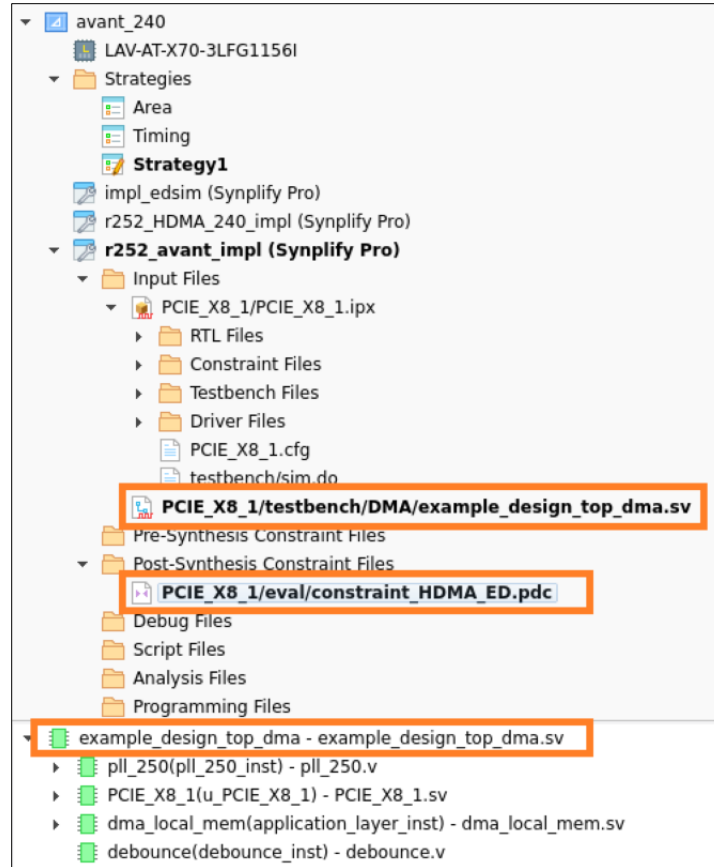 avant_240
LAV-AT-X70-3LFG1156I
Strategies
Area
Timing
Strategy1
impl_edsim (Synplify Pro)
r252_HDMA_240_impl (Synplify Pro)
r252_avant_impl (Synplify Pro)
Input Files
PCIE_X8_1/PCIE_X8_1.ipx
RTL Files
Constraint Files
Testbench Files
Driver Files
PCIE_X8_1.cfg
testbench/sim.do
PCIE_X8_1/testbench/DMA/example_design_top_dma.sv
Pre-Synthesis Constraint Files
Post-Synthesis Constraint Files
PCIE_X8_1/eval/constraint_HDMA_ED.pdc
Debug Files
Script Files
Analysis Files
Programming Files
example_design_top_dma - example_design_top_dma.sv
pll_250(pll_250_inst) - pll_250.v
PCIE_X8_1(u_PCIE_X8_1) - PCIE_X8_1.sv
dma_local_mem(application_layer_inst) - dma_local_mem.sv
debounce(debounce_inst) - debounce.v